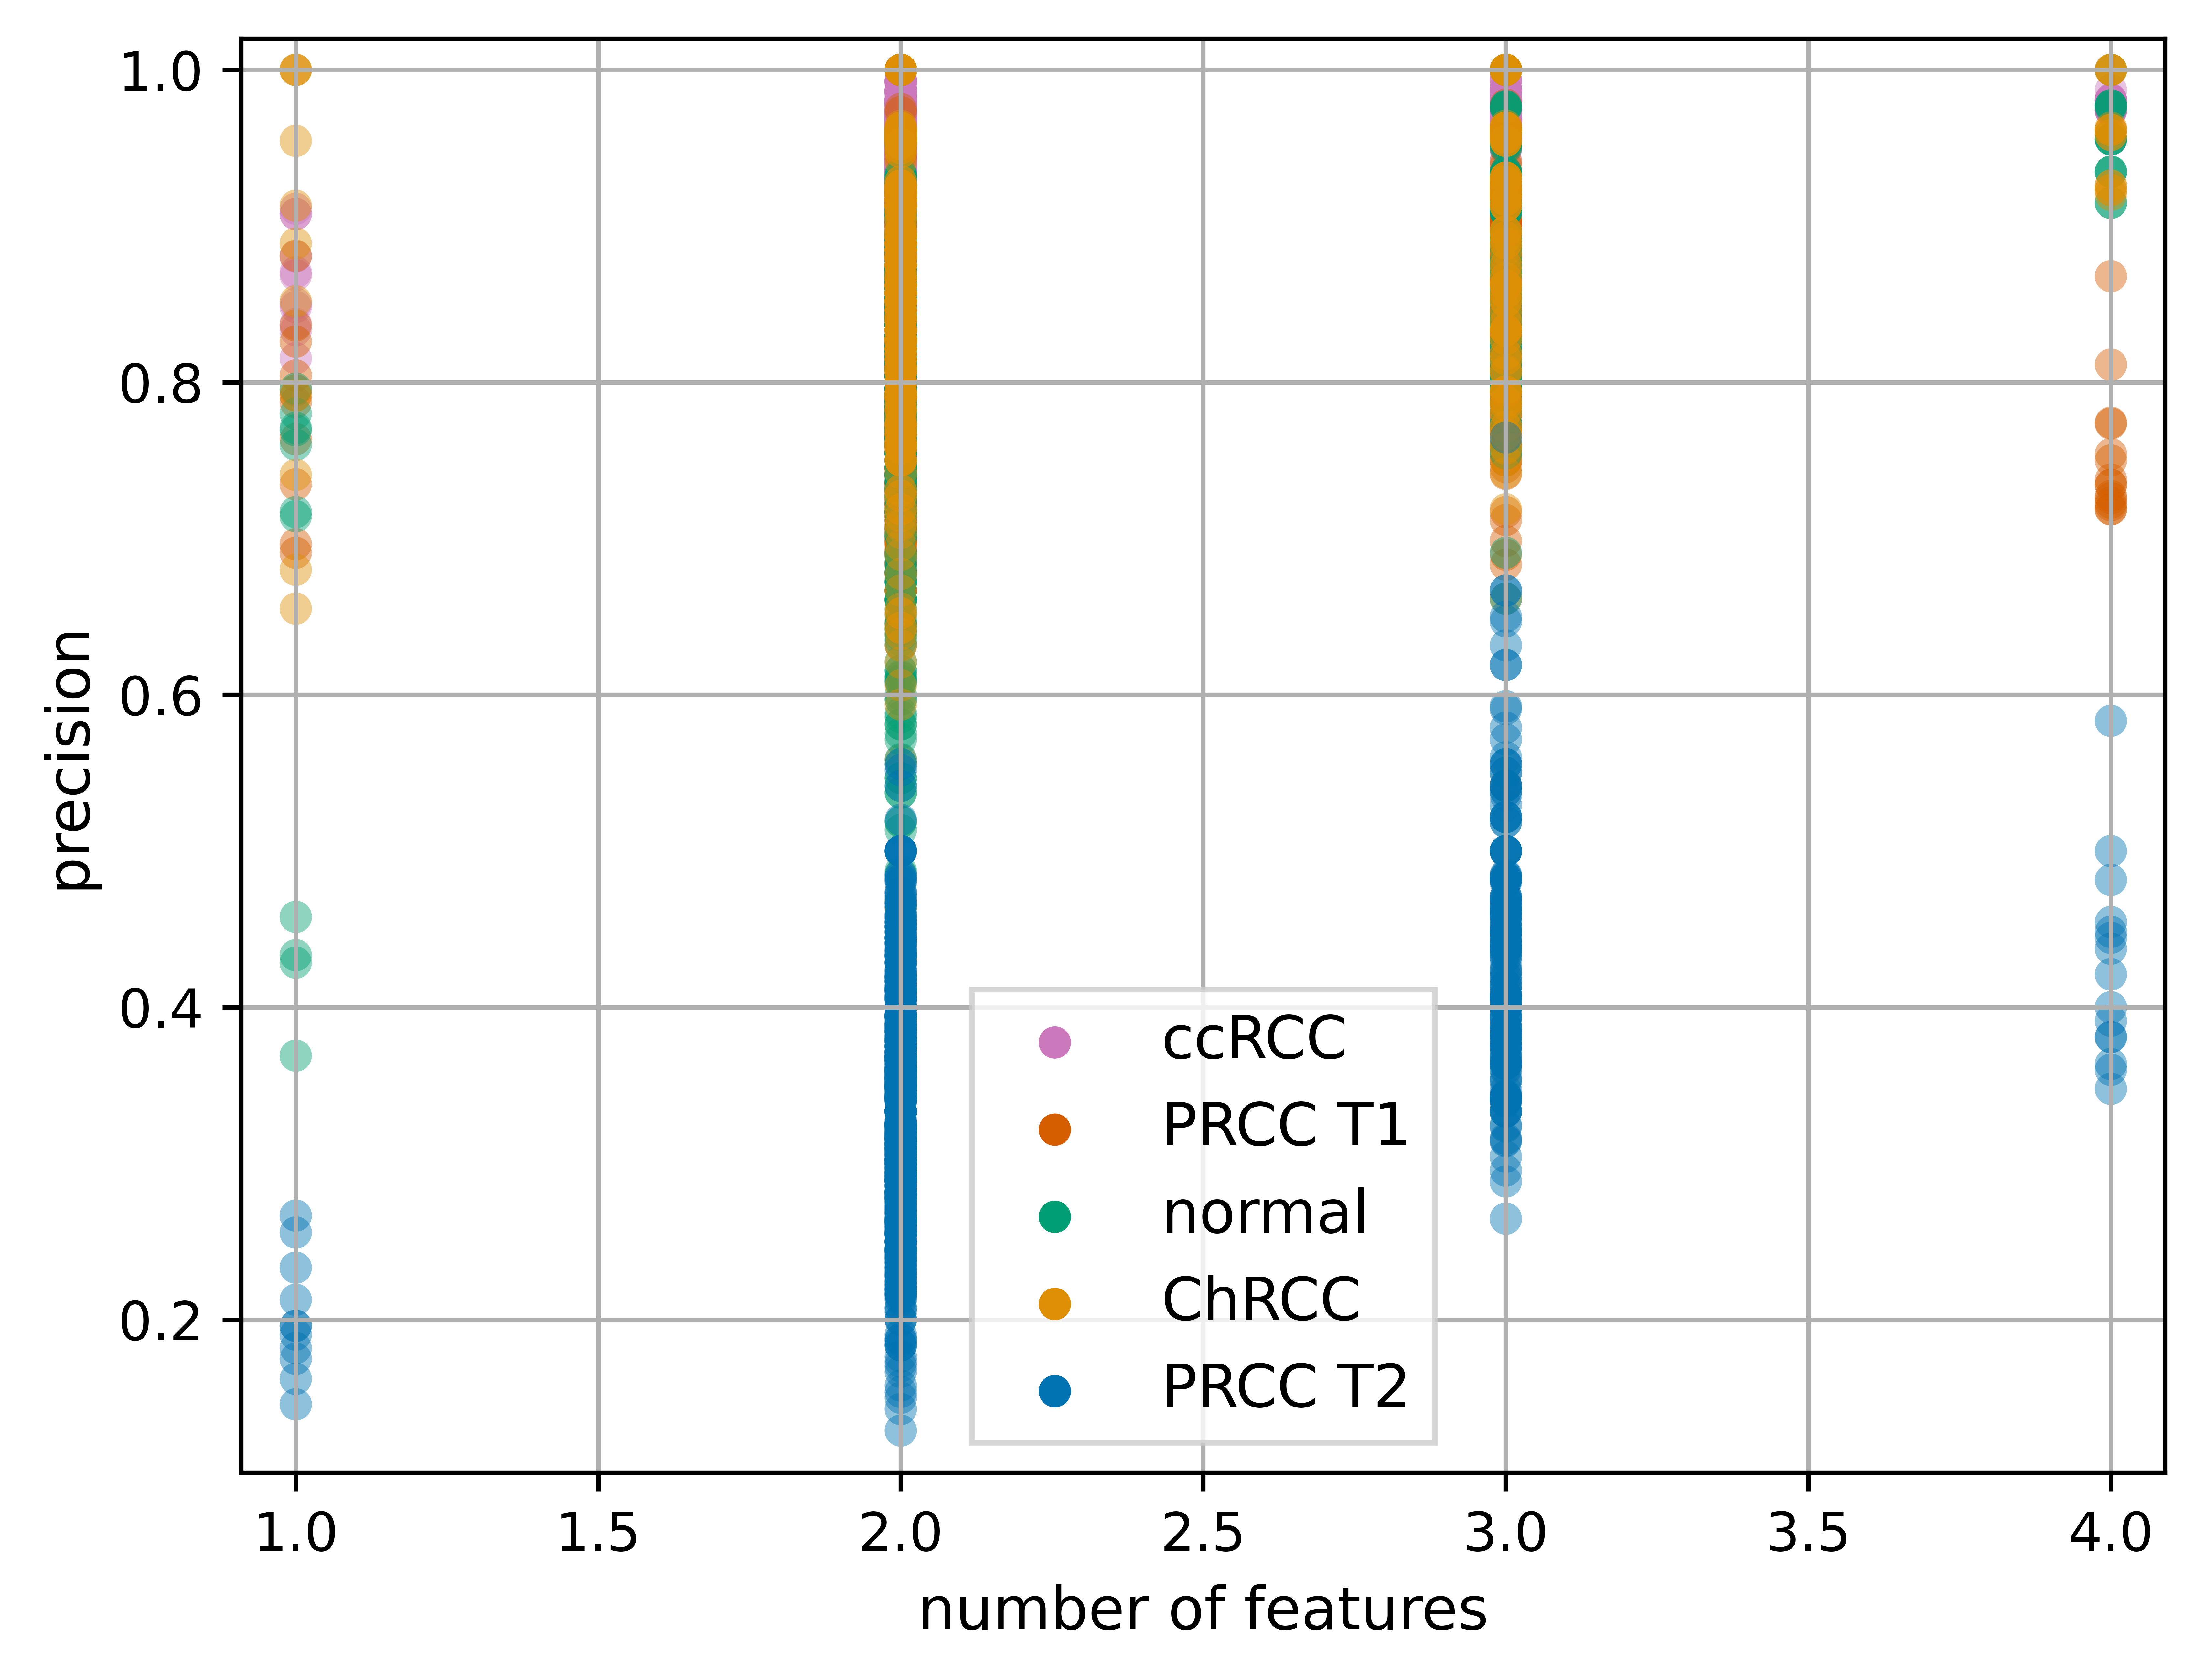 1.0
0.8
0.6
0.4
0.2
precision
ccRCC
PRCC T1
normal
ChRCC
PRCC T2
1.0 1.5 2.0 2.5 3.0 3.5 4.0
number of features